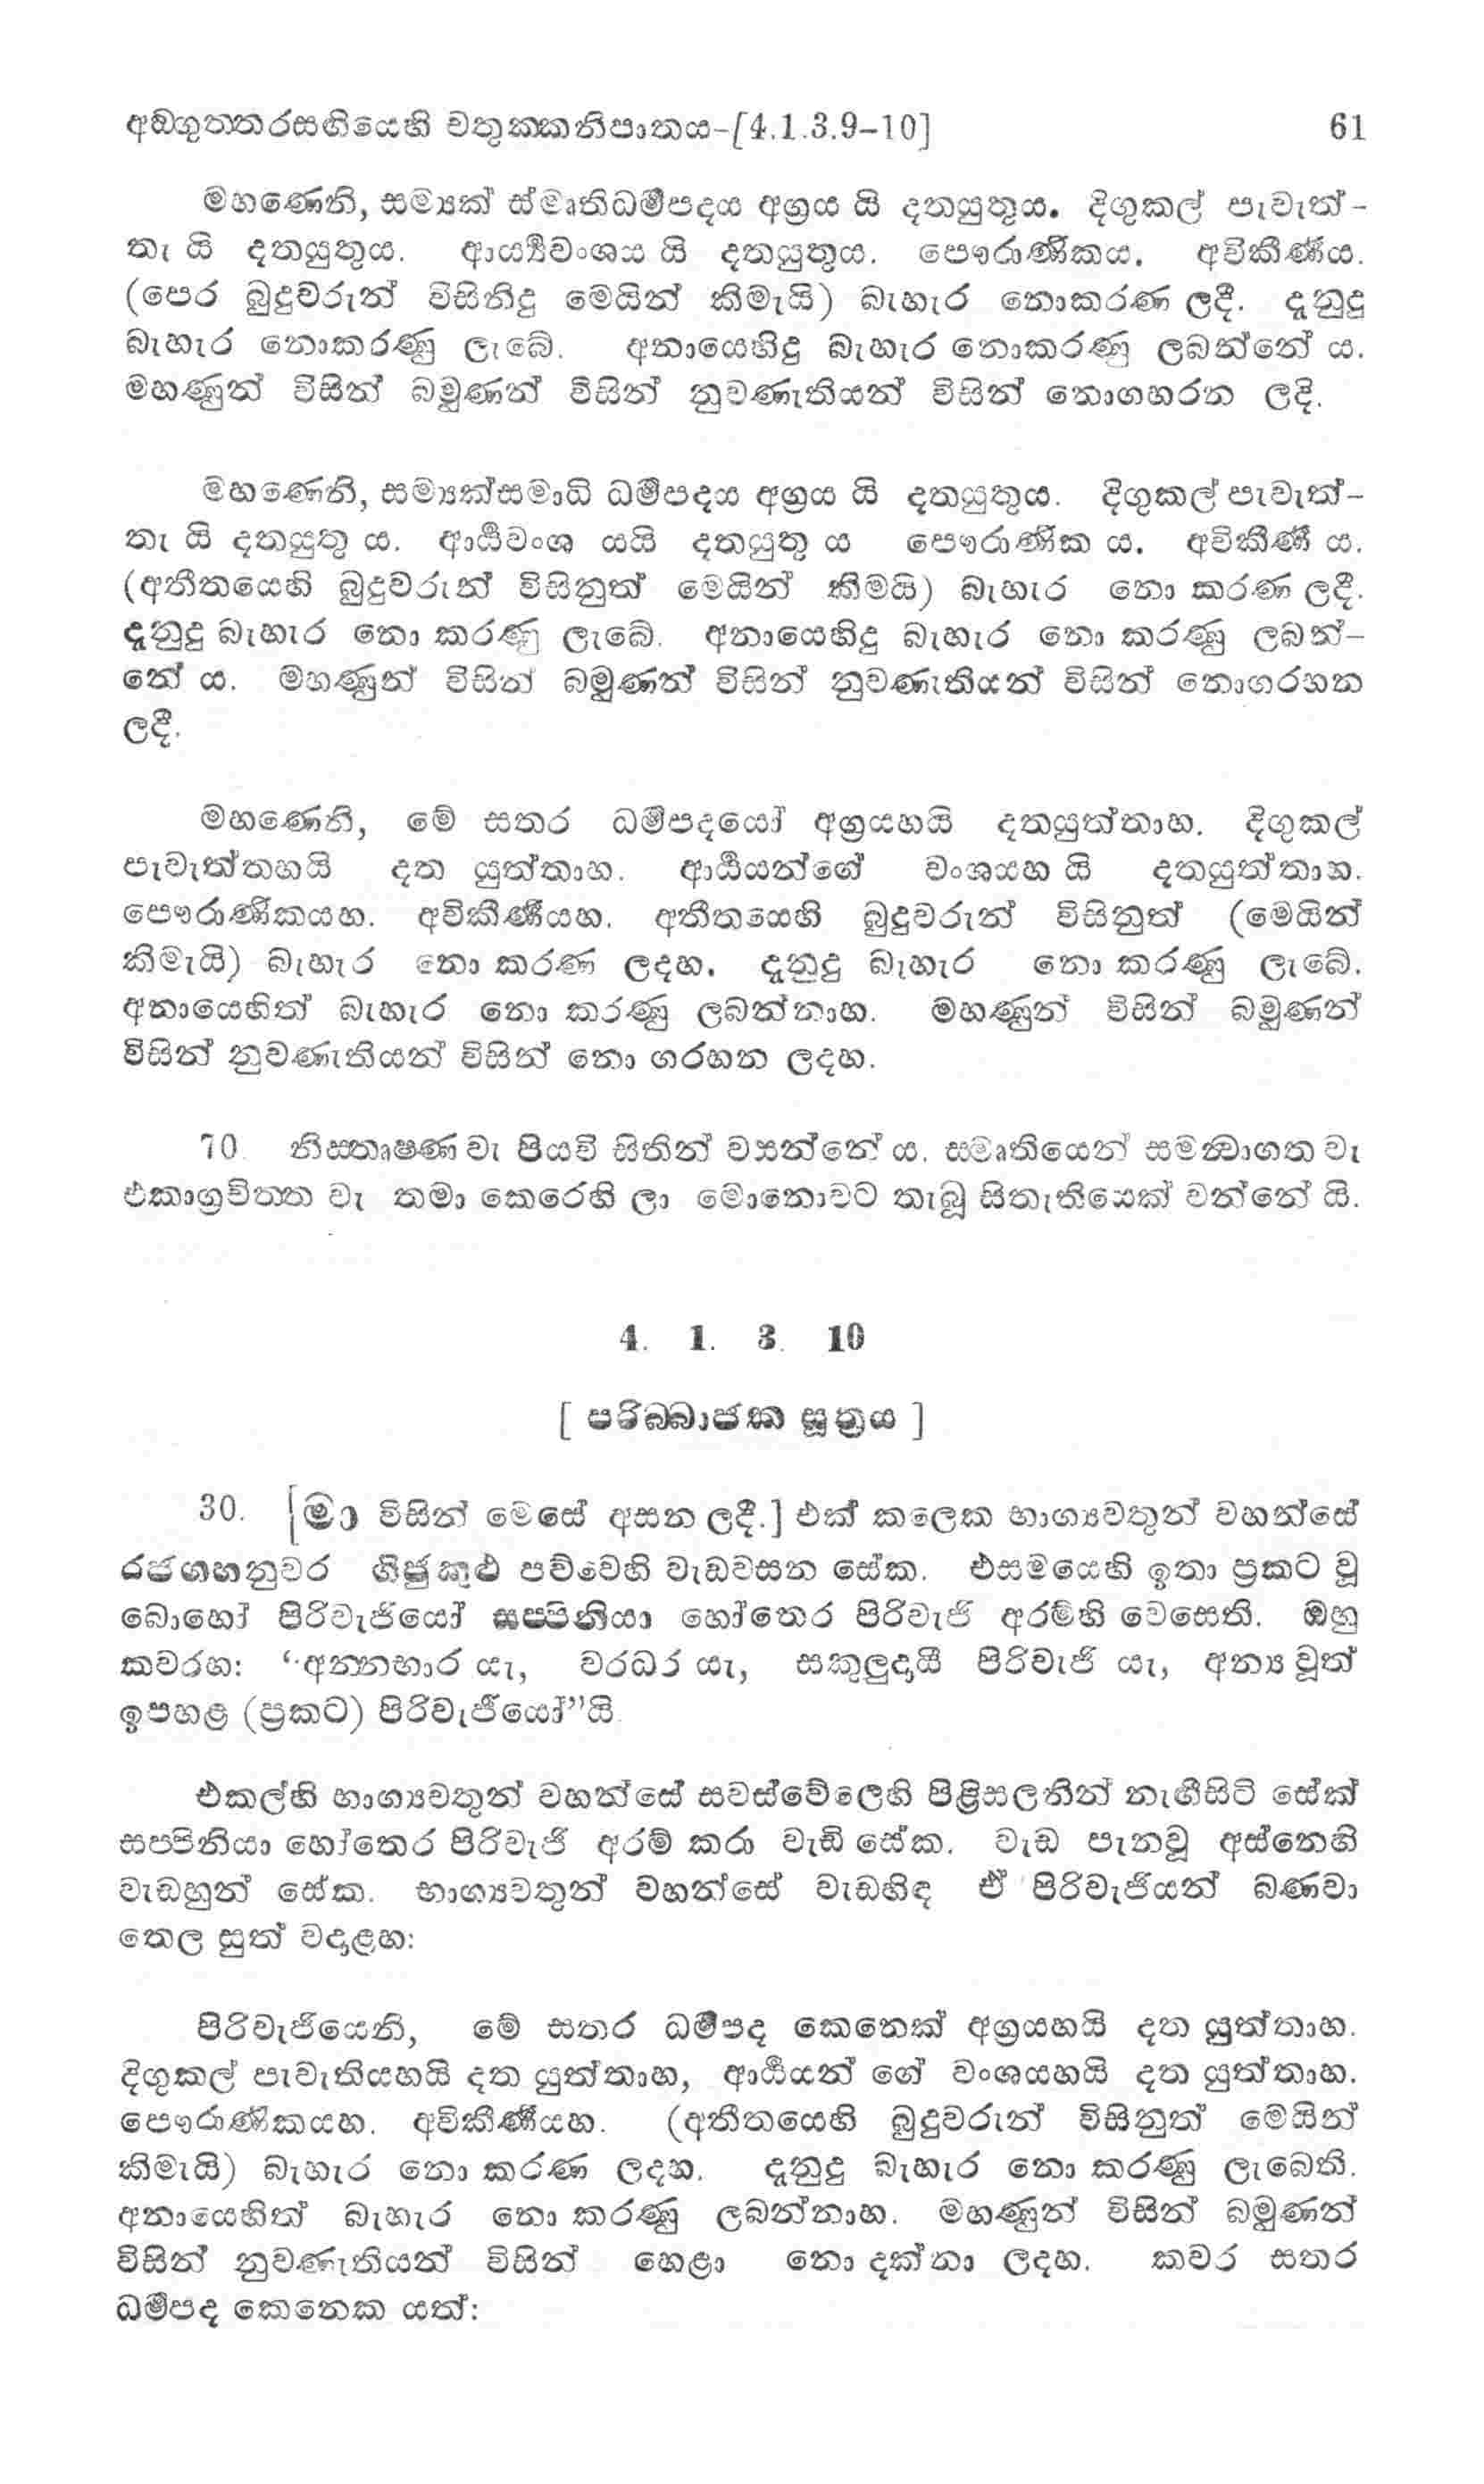 අඞගුත්තරසඟියෙහි චතුක්කනිපාතය-[4.1.3.9-10] 61
මහණෙනි, සම්‍යක් ස්මෘතිධර්‍මපදය අග්‍රය යි දතයුතුය. දිගුකල් පැවැත්-
තැ යි දතයුතුය. ආර්‍ය්‍යවංශය යි දතයුතුය. පෞරාණිකය. අවිකීර්‍ණය.
(පෙර බුදුවරුන් විසිනිදු මෙයින් කිමැයි) බැහැර නොකරණ ලදී. දැනුදු
බැහැර නොකරණු ලැබේ. අනායෙහිදු බැහැර නොකරණු ලබන්නේ ය.
මහණුන් විසින් බමුණන් විසින් නුවණැතියන් විසින් නොගහරන ලදි.
මහණෙනි, සම්‍යක්සමාධි ධර්‍මපදය අග්‍රය යි දතයුතුය. දිගුකල් පැවැත්-
තැ යි දතයුතු ය. ආර්‍ය්‍යවංශ යයි දතයුතු ය පෞරාණික ය. අවිකීර්‍ණ ය.
(අතීතයෙහි බුදුවරුන් විසිනුත් මෙයින් කිමයි) බැහැර නො කරණ ලදී.
දැනුදු බැහැර නො කරණු ලැබේ. අනායෙහිදු බැහැර නො කරණු ලබන්-
නේ ය. මහණුන් විසින් බමුණන් විසින් නුවණැතියන් විසින් නොගරහන
ලදී.
මහණෙනි, මේ සතර ධර්‍මපදයෝ අග්‍රයහයි දතයුත්තාහ. දිගුකල්
පැවැත්තහයි දත යුත්තාහ. ආර්‍ය්‍යයන්ගේ වංශයහ යි දතයුත්තාහ.
පෞරාණිකයහ. අවිකීර්‍ණයහ. අතීතයෙහි බුදුවරුන් විසිනුත් (මෙයින්
කිමැයි) බැහැර නො කරණ ලදහ. දැනුදු බැහැර නො කරණු ලැබේ.
අනායෙහිත් බැහැර නො කරණු ලබන්නාහ. මහණුන් විසින් බමුණන්
විසින් නුවණැතියන් විසින් නො ගරහන ලදහ.
70. නිස්තෘෂණ වැ පියවි සිතින් වසන්නේ ය. ස්මෘතියෙන් සමන්‍වාගත වැ
එකාග්‍රචිත්ත වැ තමා කෙරෙහි ලා මොනොවට තැබූ සිතැතියෙක් වන්නේ යි.
4. 1. 3. 10
[ පරිබ්බාජක සූත්‍රය ]
30. [මා විසින් මෙසේ අසන ලදී.] එක් කලෙක භාග්‍යවතුන් වහන්සේ
රජගහනුවර ගිජුකුළු පව්වෙහි වැඩවසන සේක. එසමයෙහි ඉතා ප්‍රකට වූ
බොහෝ පිරිවැජියෝ සප්පිනියා හෝතෙර පිරිවැජි අරම්හි වෙසෙති. ඔහු
කවරහ: “අන්නභාර යැ, වරධර යැ, සකුලුදායී පිරිවැජි යැ, අන්‍ය වූත්
ඉපහළ (ප්‍රකට) පිරිවැජියෝ”යි.
එකල්හි භාග්‍යවතුන් වහන්සේ සවස්වේලෙහි පිළිසලනින් නැඟීසිටි සේක්
සප්පිනියා හෝතෙර පිරිවැජි අරම් කරා වැඩි සේක. වැඩ පැනවූ අස්නෙහි
වැඩහුන් සේක. භාග්‍යවතුන් වහන්සේ වැඩහිඳ ඒ පිරිවැජියන් බණවා
තෙල සුත් වදාළහ:
පිරිවැජියෙනි, මේ සතර ධර්‍මපද කෙනෙක් අග්‍රයහයි දත යුත්තාහ.
දිගුකල් පැවැතියහයි දත යුත්තාහ, ආර්‍ය්‍යයන් ගේ වංශයහයි දත යුත්තාහ.
පෞරාණිකයහ. අවිකීර්‍ණයහ. (අතීතයෙහි බුදුවරුන් විසිනුත් මෙයින්
කිමැයි) බැහැර නො කරණ ලදහ. දැනුදු බැහැර නො කරණු ලැබෙති.
අනායෙහිත් බැහැර නො කරණු ලබන්නාහ. මහණුන් විසින් බමුණන්
විසින් නුවණැතියන් විසින් හෙළා නො දක්නා ලදහ. කවර සතර
ධර්‍මපද කෙනෙක යත්: